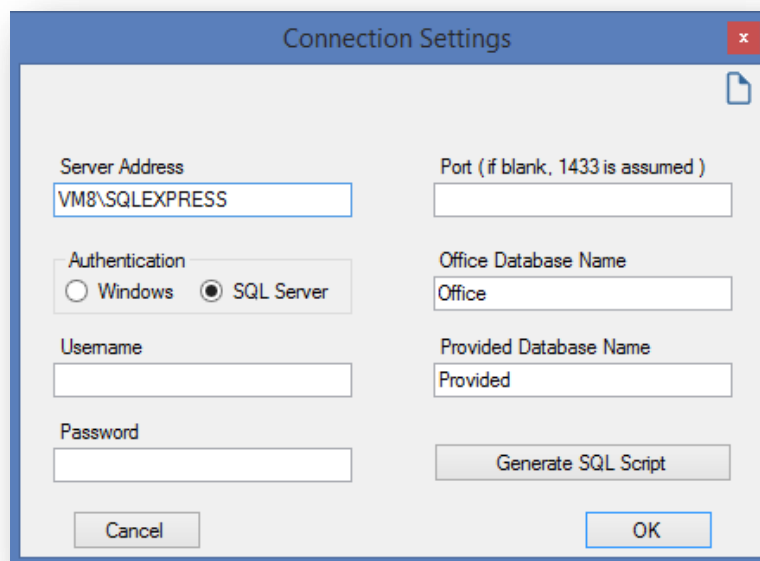 Connection Settings
x
Server Address
VM8\SQLEXPRESS
Port ( if blank, 1433 is assumed )
Authentication
Windows
SQL Server
Office Database Name
Office
Username
Provided Database Name
Provided
Password
Generate SQL Script
Cancel
OK